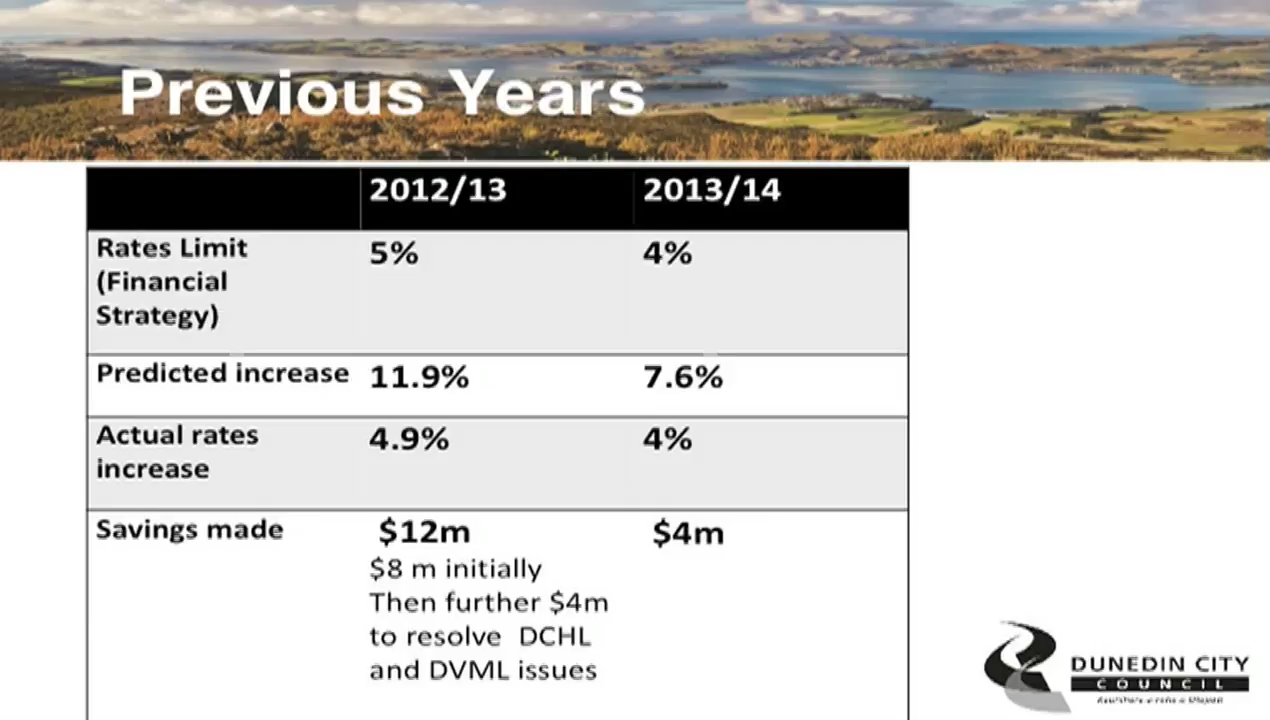 Previous Years
2012/13 2013/14
Rates Limit 5% 4%
(Financial
Strategy)
Predicted increase 11.9% 7.6%
Actual rates 4.9% 4%
increase
Savings made $12m $4m
$8 m initially
Then further $4m
to resolve DCHL
and DVML issues
DUNEDIN CITY
COUNCIL